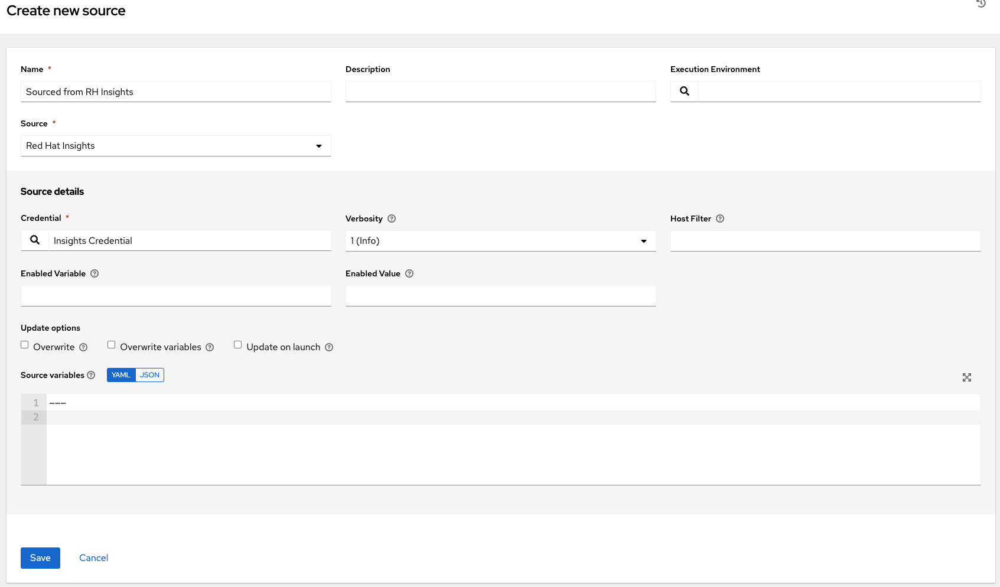 Create new source
Name *
Description
Execution Environment
Sourced from RH Insights
Source *
Red Hat Insights
Source details
Credential *
Verbosity
Host Filter
Insights Credential
1 (Info)
Enabled Variable
Enabled Value
Update options
Overwrite
Overwrite variables
Update on launch
Source variables
YAML JSON
1 ---
2
Save
Cancel